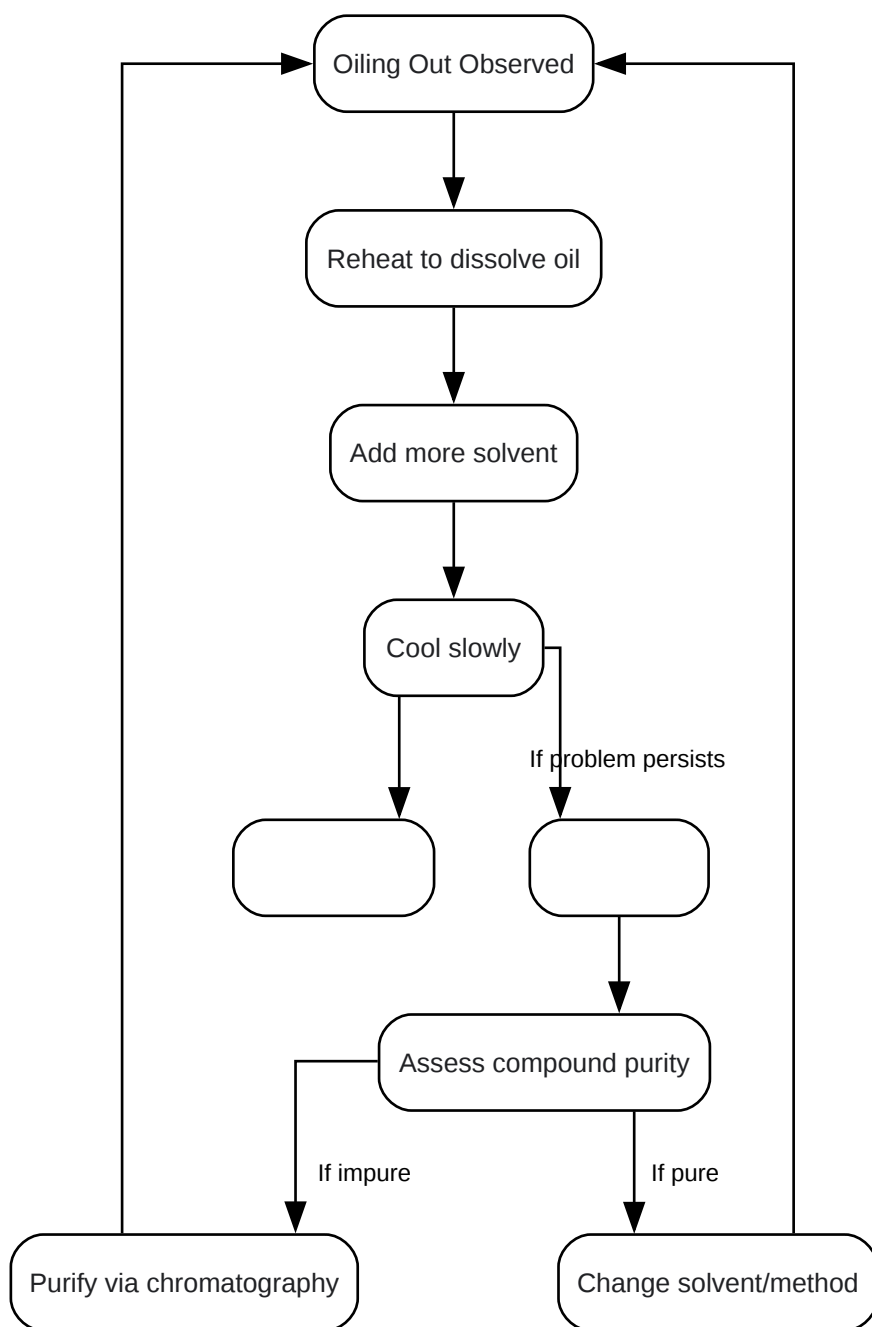 Oiling Out Observed
Reheat to dissolve oil
Add more solvent
Cool slowly
If problem persists
Assess compound purity
If impure
If pure
Purify via chromatography
Change solvent/method